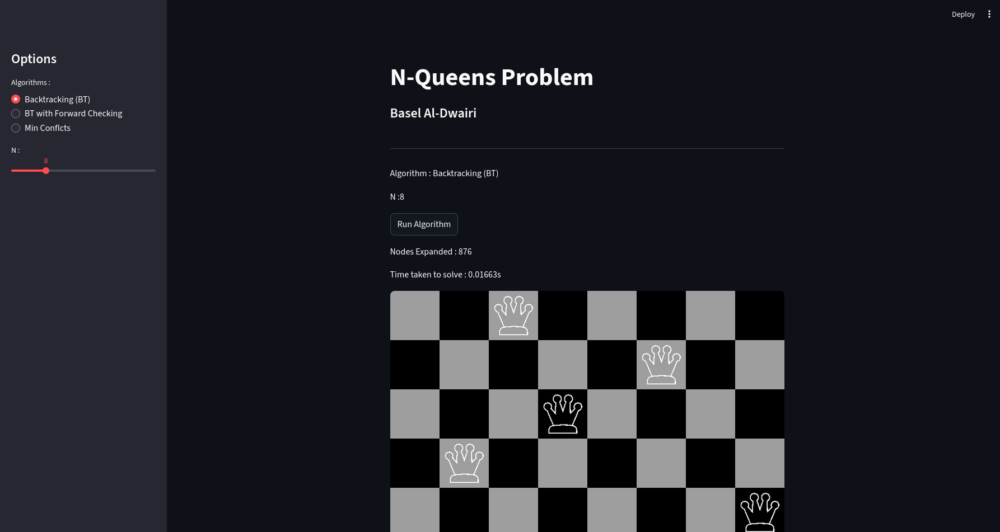 Deploy
Options
Algorithms :
Backtracking (BT)
BT with Forward Checking
Min Conflcts
N :
8
N-Queens Problem
Basel Al-Dwairi
Algorithm : Backtracking (BT)
N :8
Run Algorithm
Nodes Expanded : 876
Time taken to solve : 0.01663s